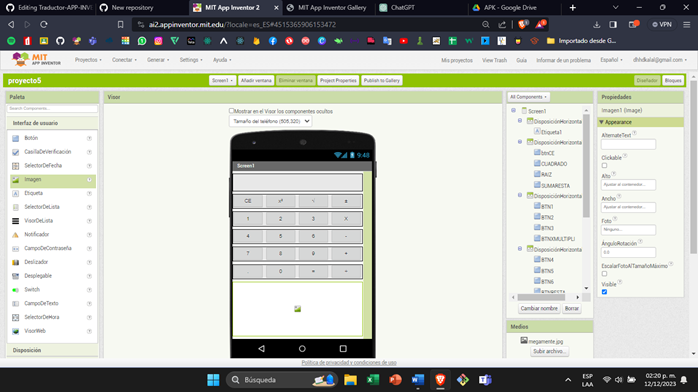 Editing Traductor-APP-INV
New repository
MIT App Inventor 2
MIT App Inventor Gallery
ChatGPT
APK - Google Drive
ai2.appinventor.mit.edu/?locale=es_ES#4515365906153472
VPN
Importado desde G...
MIT
APP INVENTOR
Proyectos
Conectar
Generar
Settings
Ayuda
Mis proyectos
View Trash
Guía
Informar de un problema
Español
dhhdkalal@gmail.com
proyecto5
Screen1
Añadir ventana
Eliminar ventana
Project Properties
Publish to Gallery
Diseñador
Bloques
Paleta
Search Components...
Interfaz de usuario
Botón
CasillaDeVerificación
SelectorDeFecha
Imagen
Etiqueta
SelectorDeLista
VisorDeLista
Notificador
CampoDeContraseña
Deslizador
Desplegable
Switch
CampoDeTexto
SelectorDeHora
VisorWeb
Disposición
Visor
Mostrar en el Visor los componentes ocultos
Tamaño del teléfono (505,320)
9:48
Screen1
CE
1 2 3 X
4 5 6 -
7 8 9 +
. 0 = ÷
All Components
Screen1
DisposiciónHorizonta
Etiqueta1
DisposiciónHorizonta
btnCE
CUADRADO
RAIZ
SUMARESTA
DisposiciónHorizonta
BTN1
BTN2
BTN3
BTNXMULTIPLI
DisposiciónHorizonta
BTN4
BTN5
BTN6
BTNRESTA
Cambiar nombre
Borrar
Medios
megamente.jpg
Subir archivo...
Propiedades
Imagen1 (Image)
Appearance
AlternateText
Clickable
Alto
Ajustar al contenedor...
Ancho
Ajustar al contenedor...
Foto
Ninguno...
ÁnguloRotación
0.0
EscalarFotoAlTamañoMáximo
Visible
Política de privacidad y condiciones de uso
Búsqueda
ESP
LAA
02:20 p. m.
12/12/2023